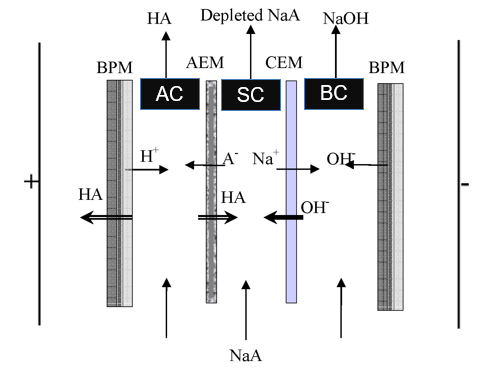 HA
Depleted NaA
NaOH
BPM
AEM
CEM
BPM
AC
SC
BC
H+
A-
Na+
OH-
+
-
HA
HA
OH-
NaA